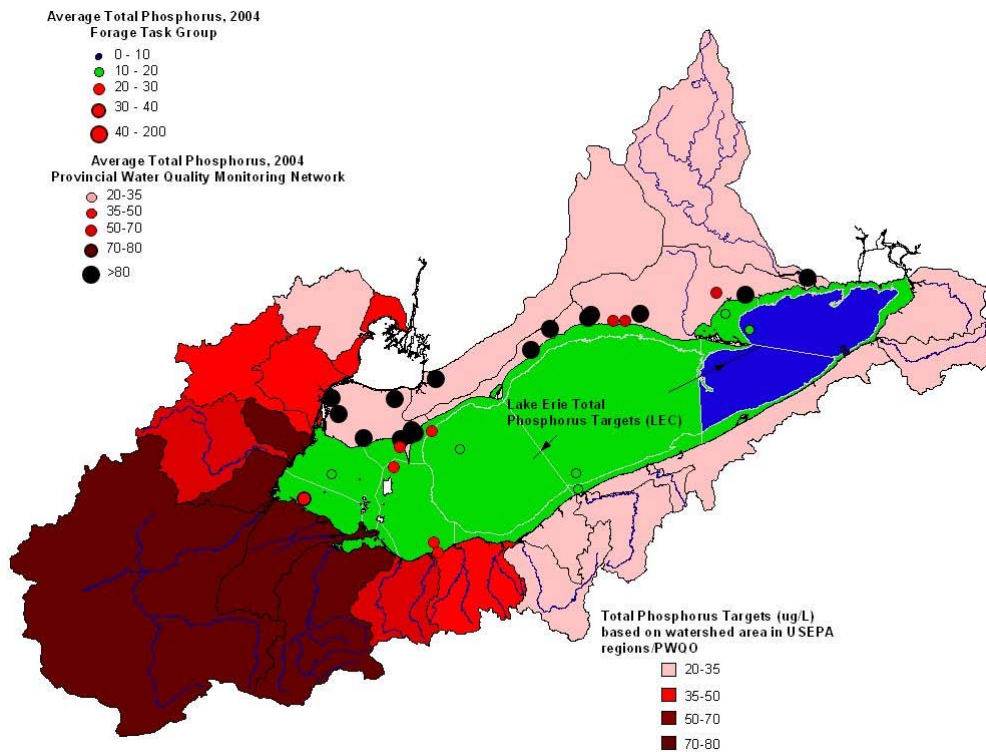 Average Total Phosphorus, 2004
Forage Task Group
0 - 10
10 - 20
20 - 30
30 - 40
40 - 200
Average Total Phosphorus, 2004
Provincial Water Quality Monitoring Network
20-35
35-50
50-70
70-80
>80
Lake Erie Total
Phosphorus Targets (LEC)
Total Phosphorus Targets (ug/L)
based on watershed area in USEPA
regions/PWQO
20-35
35-50
50-70
70-80